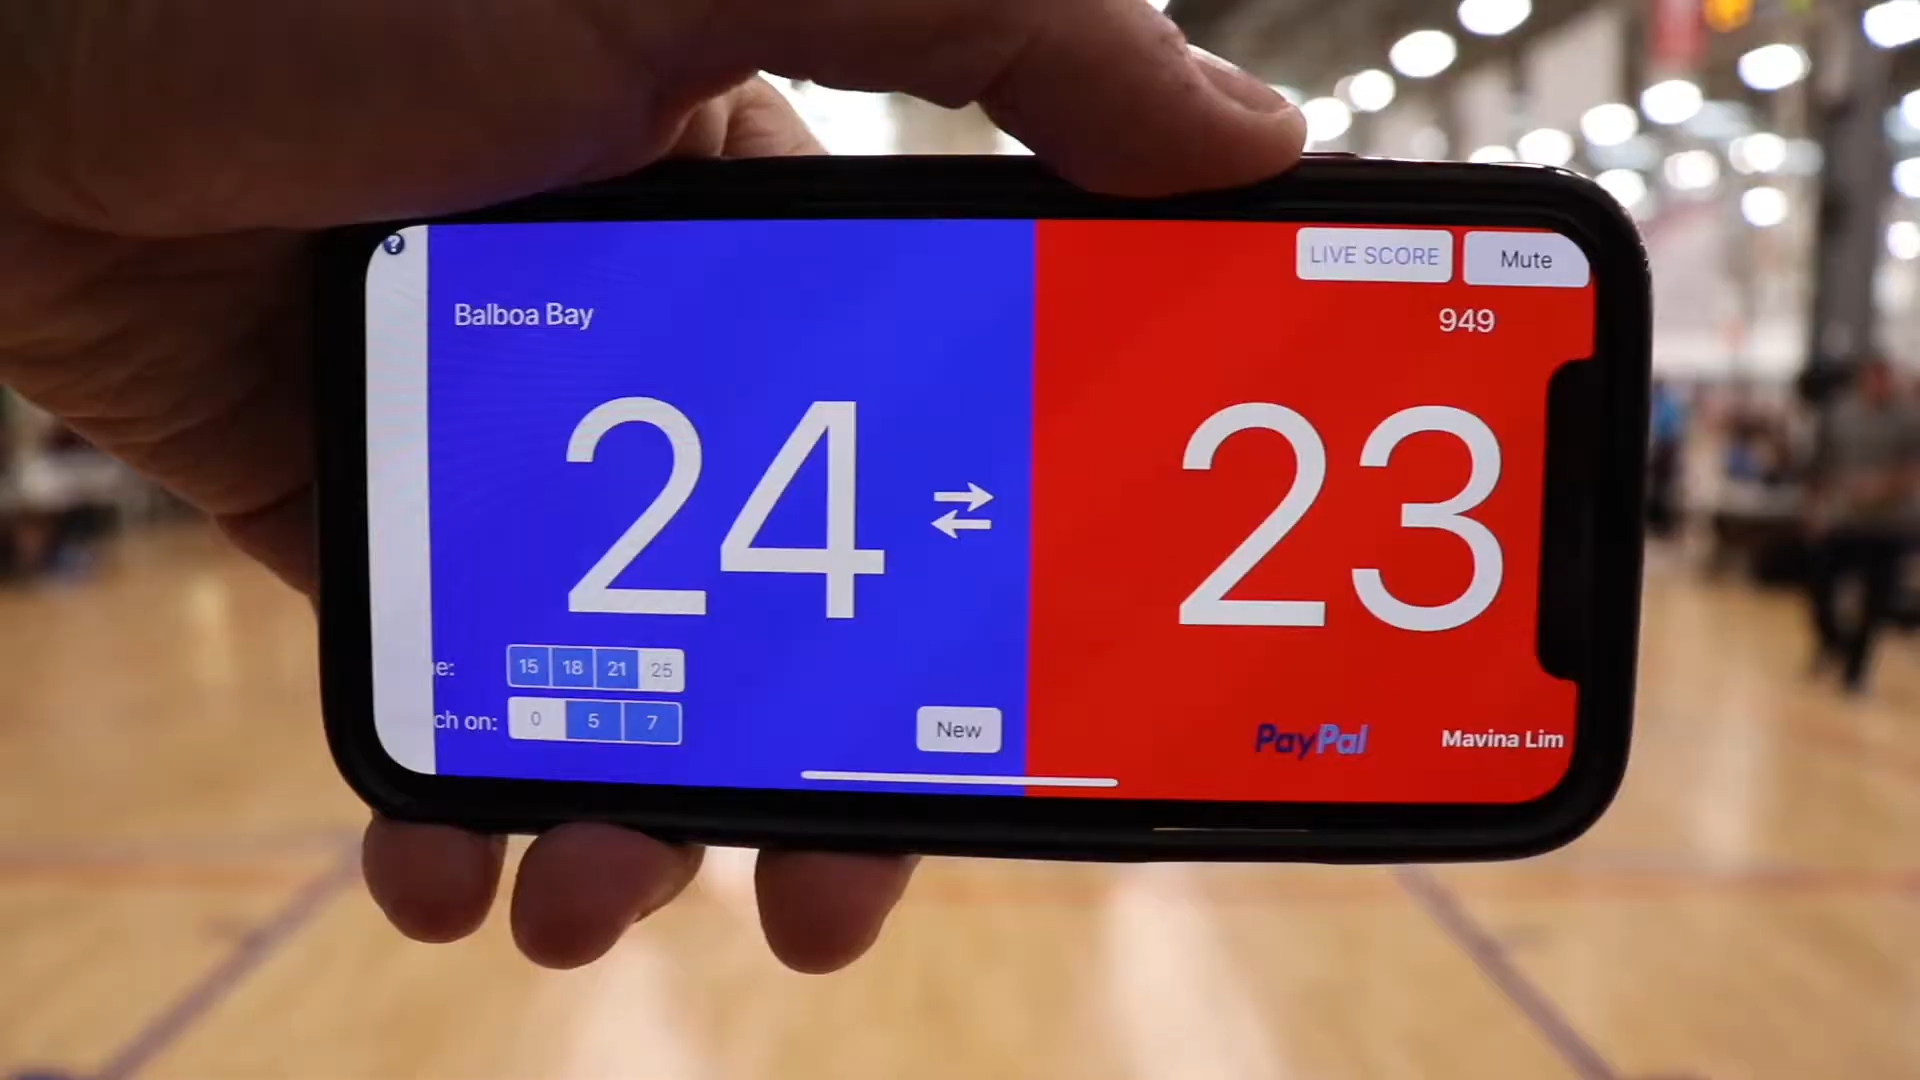 ?
LIVE SCORE
Mute
Balboa Bay
949
24
23
e:
15 18 21 25
ch on:
0 5 7
New
PayPal
Mavina Lim